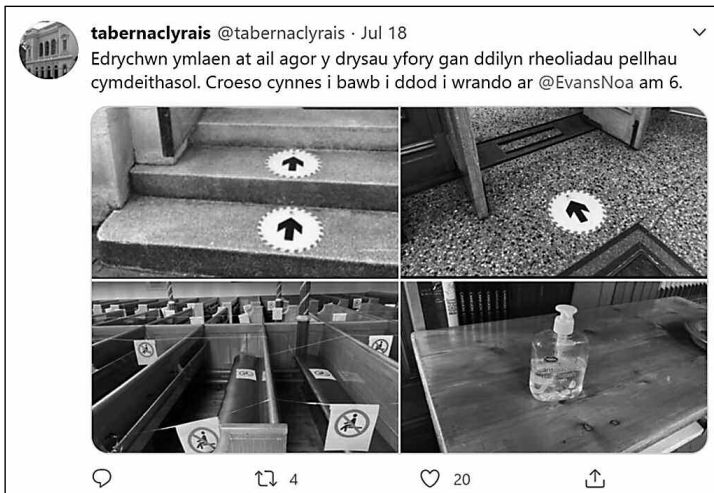 tabernaclyrais @tabernaclyrais · Jul 18
Edrychwn ymlaen at ail agor y drysau yfory gan ddilyn rheoliadau pellhau
cymdeithasol. Croeso cynnes i bawb i ddod i wrando ar @EvansNoa am 6.
4 20